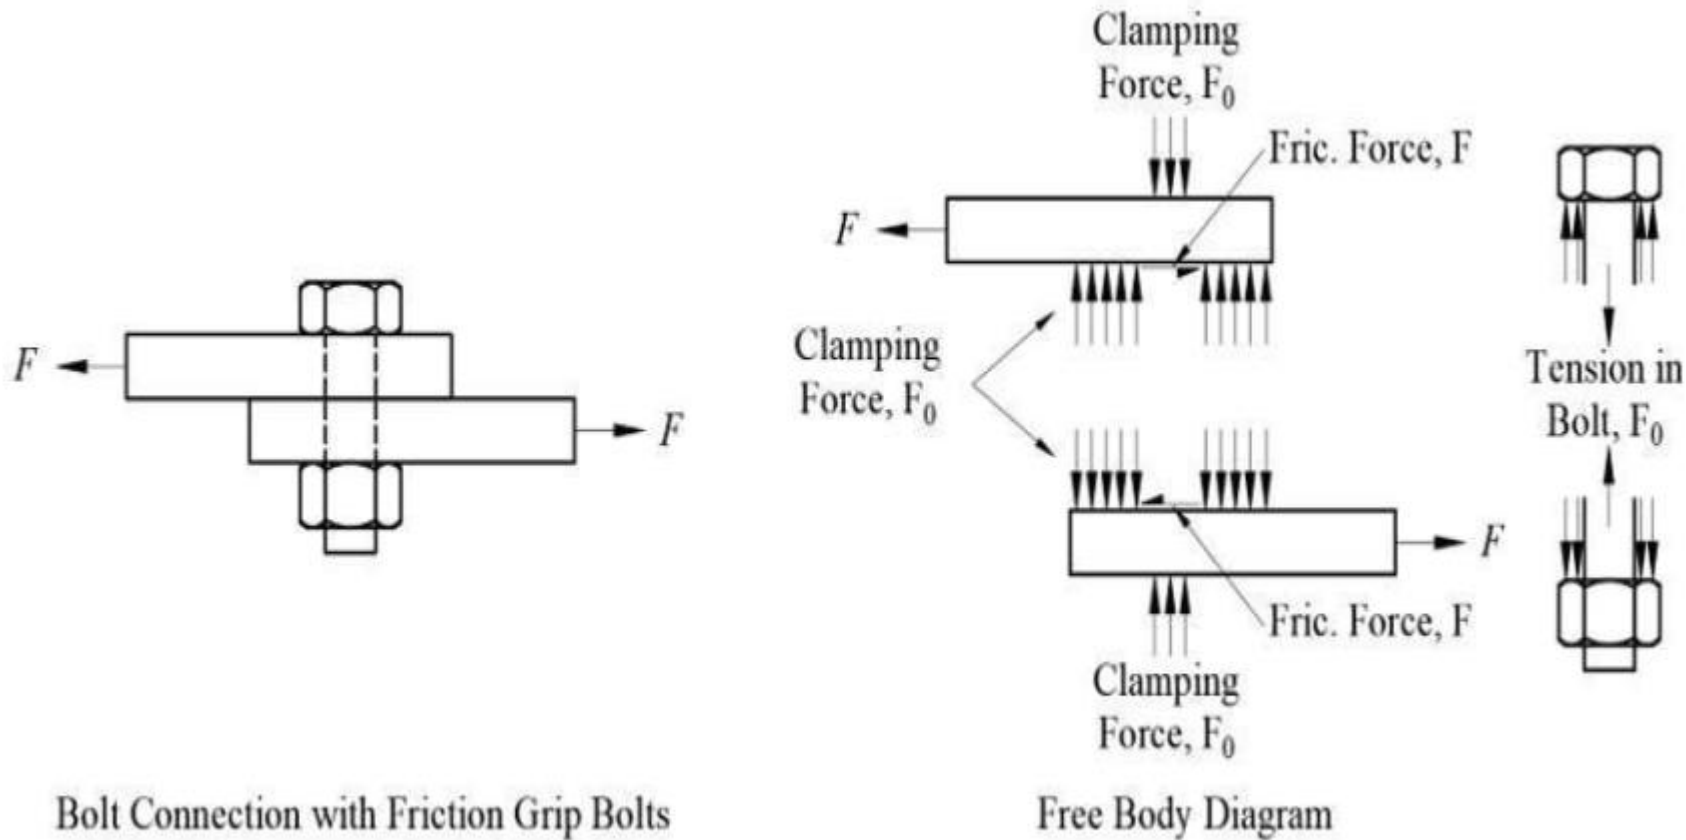 F
F
Bolt Connection with Friction Grip Bolts
Clamping
Force, F₀
Fric. Force, F
F
Clamping
Force, F₀
F
Fric. Force, F
Clamping
Force, F₀
Tension in
Bolt, F₀
Free Body Diagram